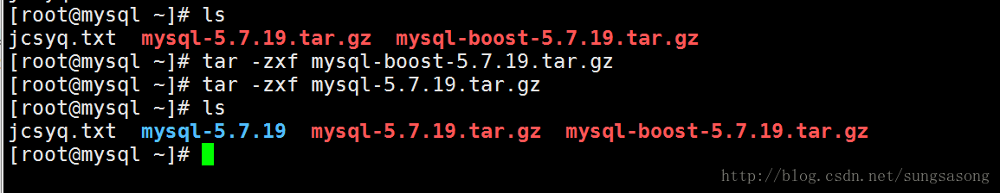 [root@mysql ~]# ls
jcsyq.txt  mysql-5.7.19.tar.gz  mysql-boost-5.7.19.tar.gz
[root@mysql ~]# tar -zxf mysql-boost-5.7.19.tar.gz
[root@mysql ~]# tar -zxf mysql-5.7.19.tar.gz
[root@mysql ~]# ls
jcsyq.txt  mysql-5.7.19  mysql-5.7.19.tar.gz  mysql-boost-5.7.19.tar.gz
[root@mysql ~]#
http://blog.csdn.net/sungsasong